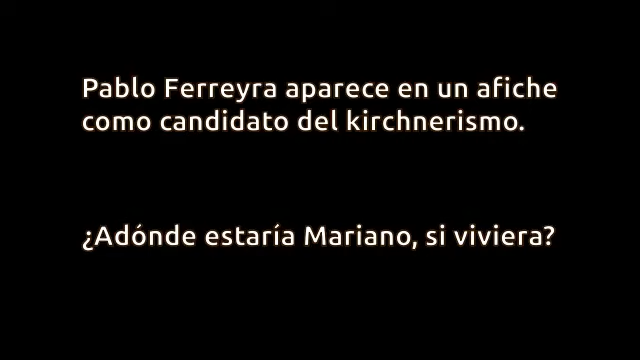 Pablo Ferreyra aparece en un afiche
como candidato del kirchnerismo.
¿Adónde estaría Mariano, si viviera?